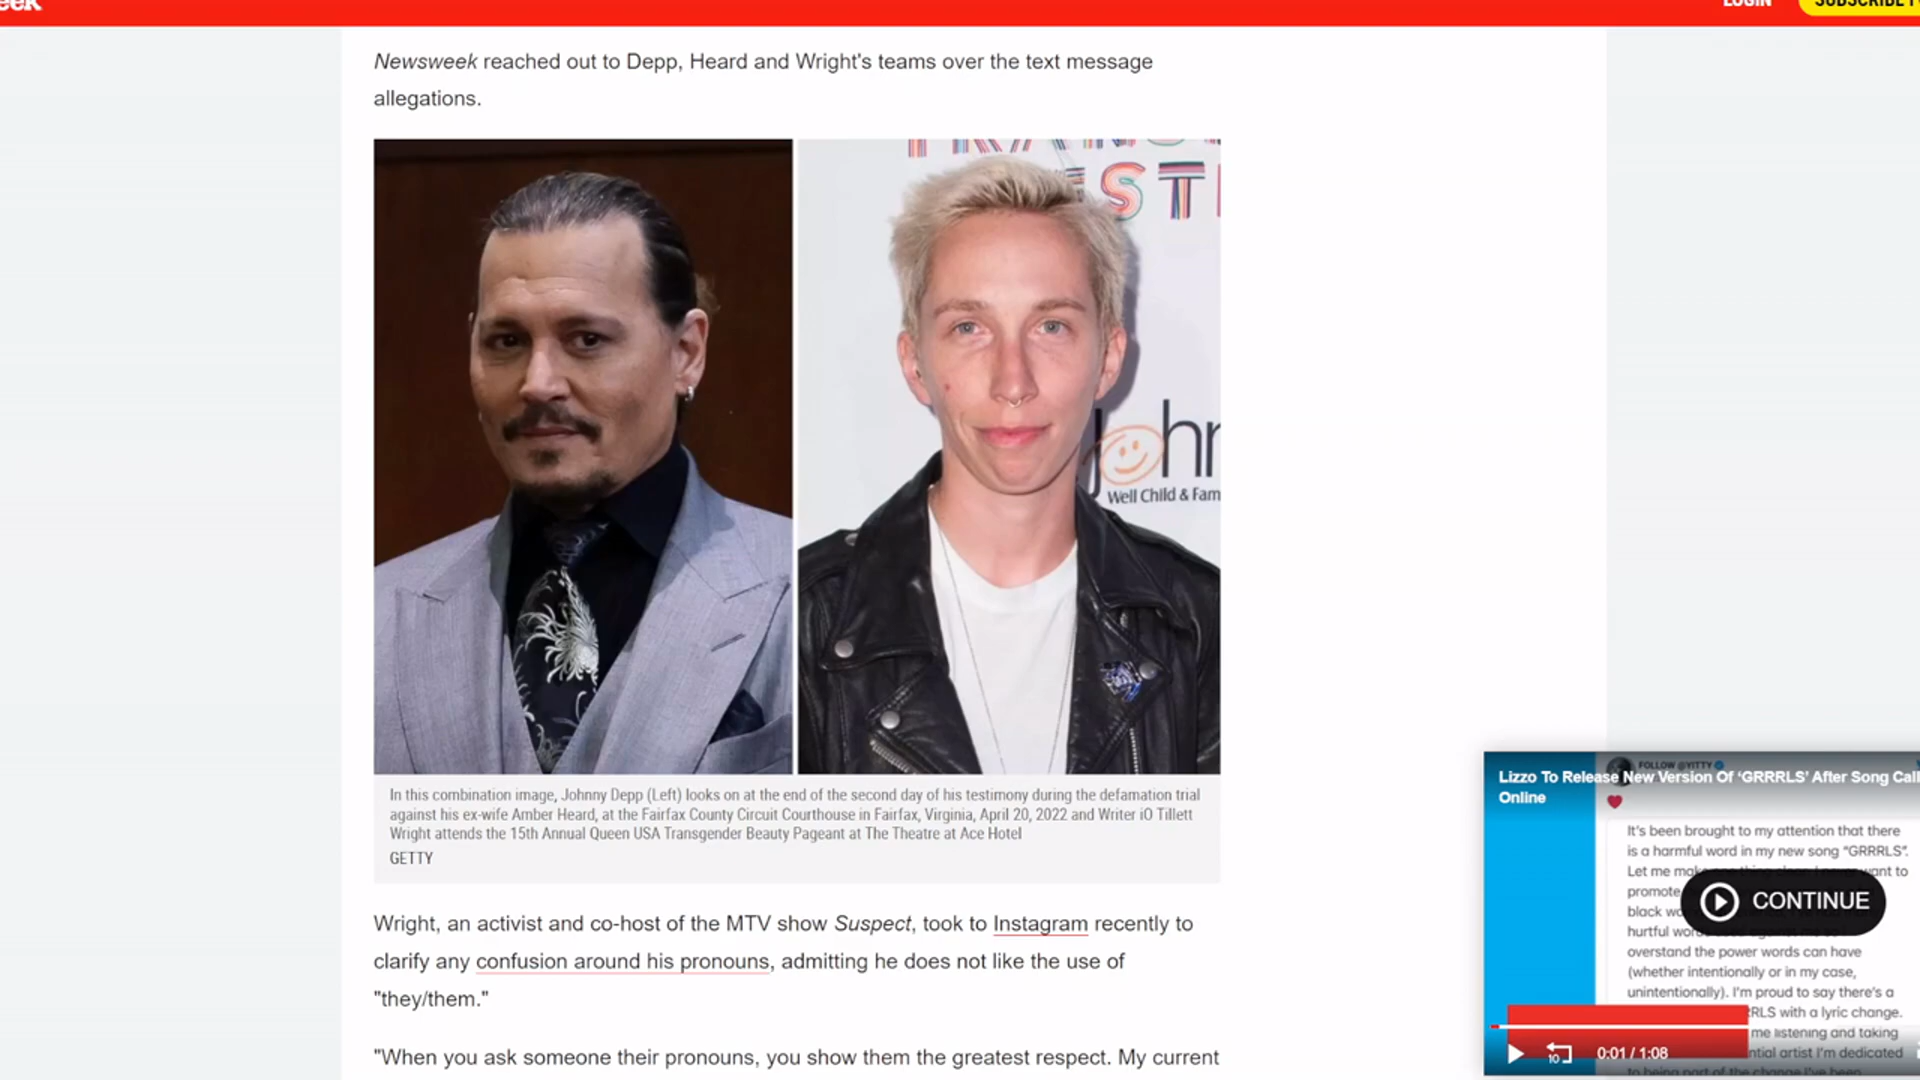 LOGIN
Newsweek reached out to Depp, Heard and Wright's teams over the text message
allegations.
In this combination image, Johnny Depp (Left) looks on at the end of the second day of his testimony during the defamation trial
against his ex-wife Amber Heard, at the Fairfax County Circuit Courthouse in Fairfax, Virginia, April 20, 2022 and Writer iO Tillett
Wright attends the 15th Annual Queen USA Transgender Beauty Pageant at The Theatre at Ace Hotel
GETTY
Well Child & Fam
Wright, an activist and co-host of the MTV show Suspect, took to Instagram recently to
clarify any confusion around his pronouns, admitting he does not like the use of
"they/them."
"When you ask someone their pronouns, you show them the greatest respect. My current
FOLLOW @YITTY
Lizzo To Release New Version Of ‘GRRRLS’ After Song Call
Online
It's been brought to my attention that there
is a harmful word in my new song “GRRRLS”.
Let me want to
promote
black
CONTINUE
hurtful
overstand the power words can have
(whether intentionally or in my case,
unintentionally). I'm proud to say there's a
RLS with a lyric change.
me listening and taking
10 0:01 / 1:08
ntial artist I'm dedicated
to being part of the change I've been